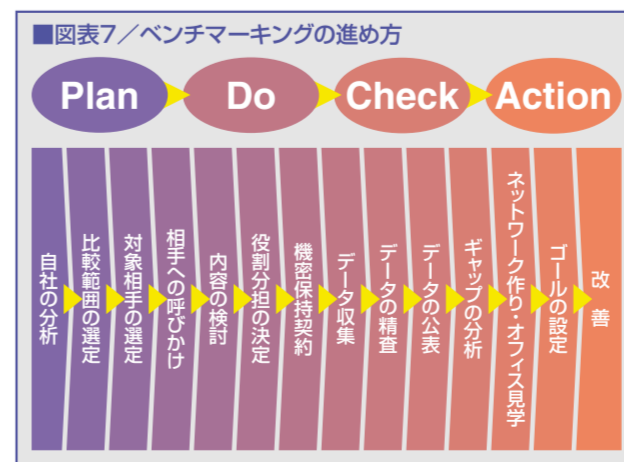 ■図表7／ベンチマーキングの進め方
Plan
Do
Check
Action
自社の分析
比較範囲の選定
対象相手の選定
相手への呼びかけ
内容の検討
役割分担の決定
機密保持契約
データ収集
データの精査
データの公表
ギャップの分析
ネットワーク作り・オフィス見学
ゴールの設定
改善